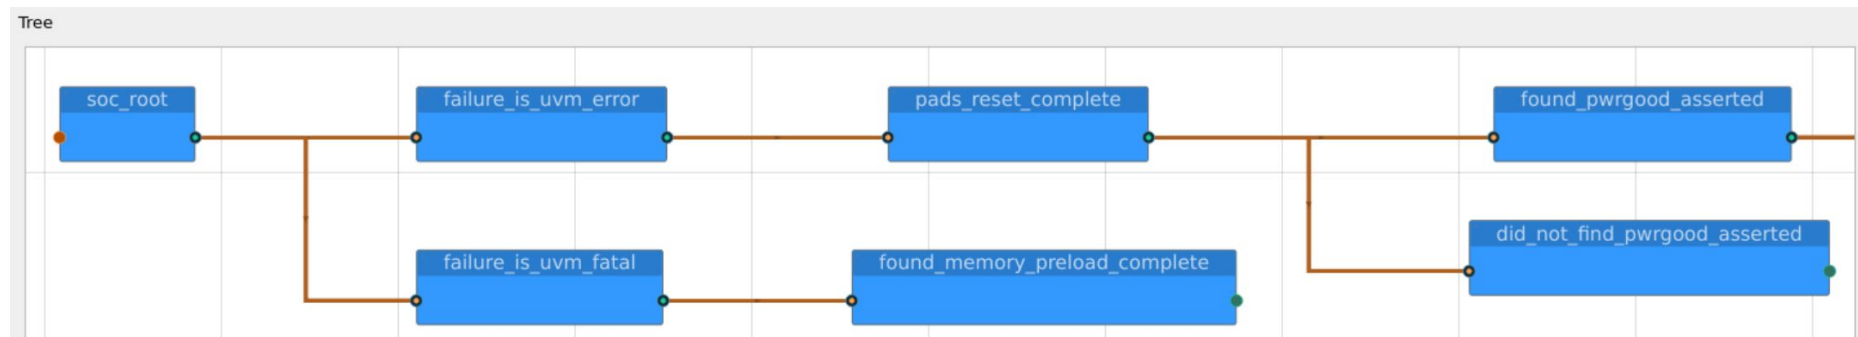 Tree
soc_root
failure_is_uvm_error
pads_reset_complete
found_pwrgood_asserted
did_not_find_pwrgood_asserted
failure_is_uvm_fatal
found_memory_preload_complete